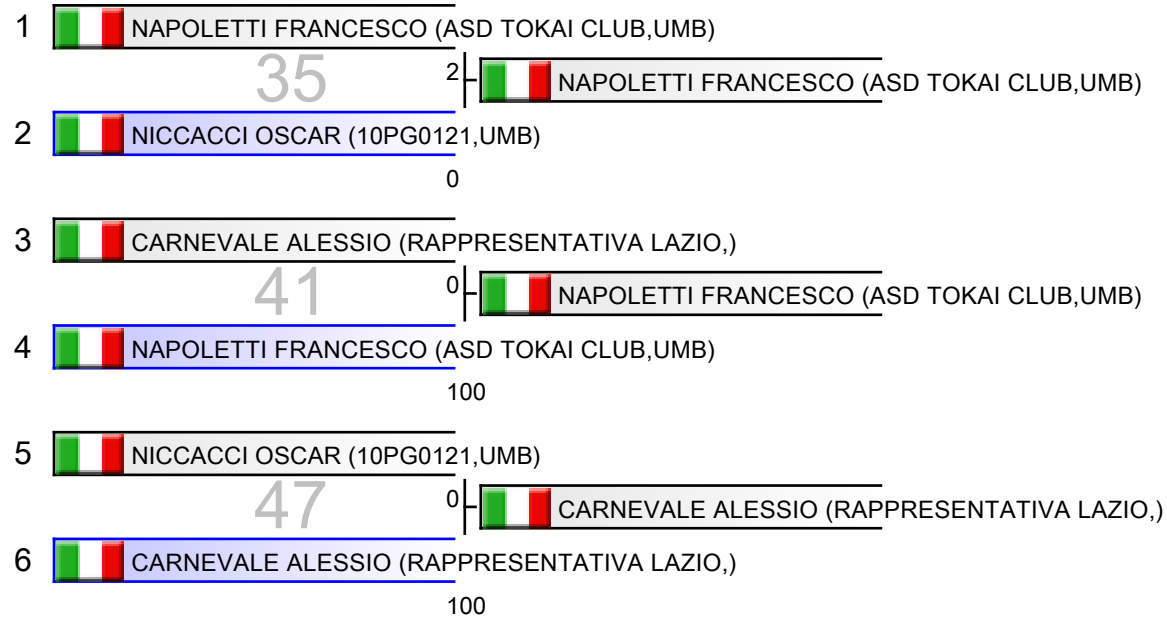 1 NAPOLETTI FRANCESCO (ASD TOKAI CLUB,UMB)
35
2 NAPOLETTI FRANCESCO (ASD TOKAI CLUB,UMB)
2 NICCACCI OSCAR (10PG0121,UMB)
0
3 CARNEVALE ALESSIO (RAPPRESENTATIVA LAZIO,)
41
0 NAPOLETTI FRANCESCO (ASD TOKAI CLUB,UMB)
4 NAPOLETTI FRANCESCO (ASD TOKAI CLUB,UMB)
100
5 NICCACCI OSCAR (10PG0121,UMB)
47
0 CARNEVALE ALESSIO (RAPPRESENTATIVA LAZIO,)
6 CARNEVALE ALESSIO (RAPPRESENTATIVA LAZIO,)
100